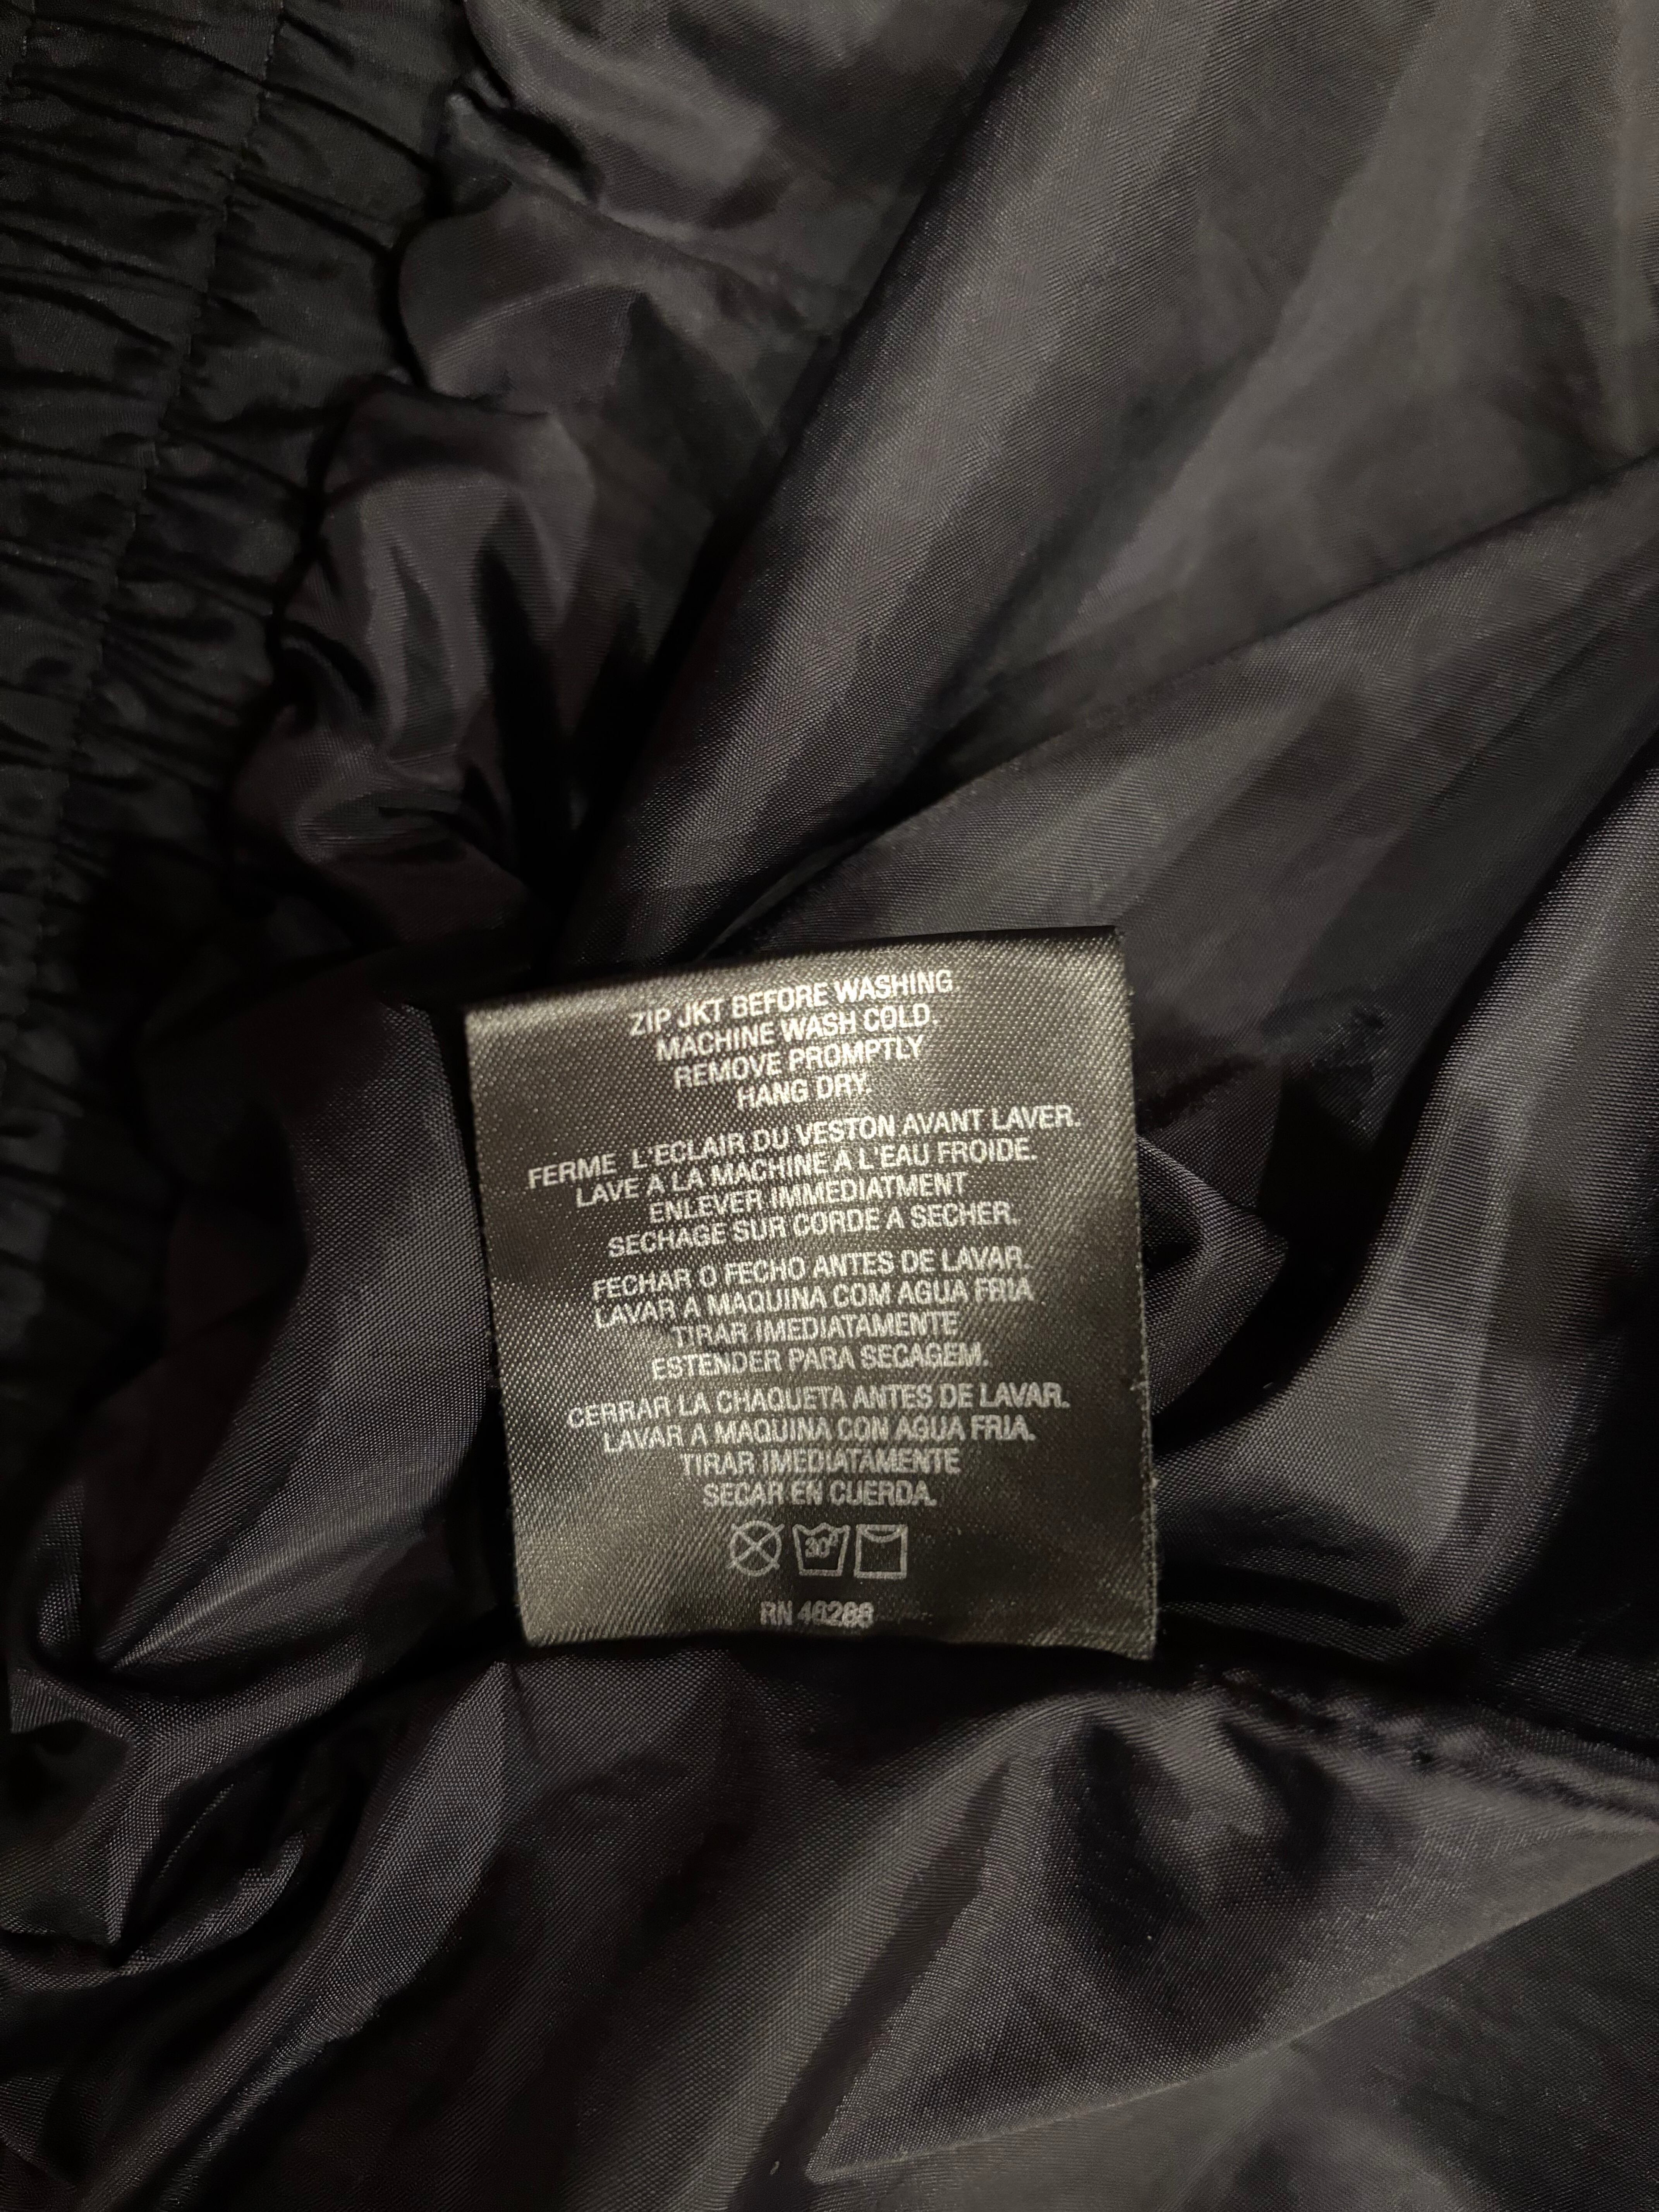 ZIP JKT BEFORE WASHING
MACHINE WASH COLD.
REMOVE PROMPTLY
HANG DRY.
FERME L'ECLAIR DU VESTON AVANT LAVER.
LAVE A LA MACHINE A L'EAU FROIDE.
ENLEVER IMMEDIATMENT
SECHAGE SUR CORDE A SECHER.
FECHAR O FECHO ANTES DE LAVAR.
LAVAR A MAQUINA COM AGUA FRIA
TIRAR IMEDIATAMENTE
ESTENDER PARA SECAGEM.
CERRAR LA CHAQUETA ANTES DE LAVAR.
LAVAR A MAQUINA CON AGUA FRIA.
TIRAR IMEDIATAMENTE
SECAR EN CUERDA.
30°
RN 46288